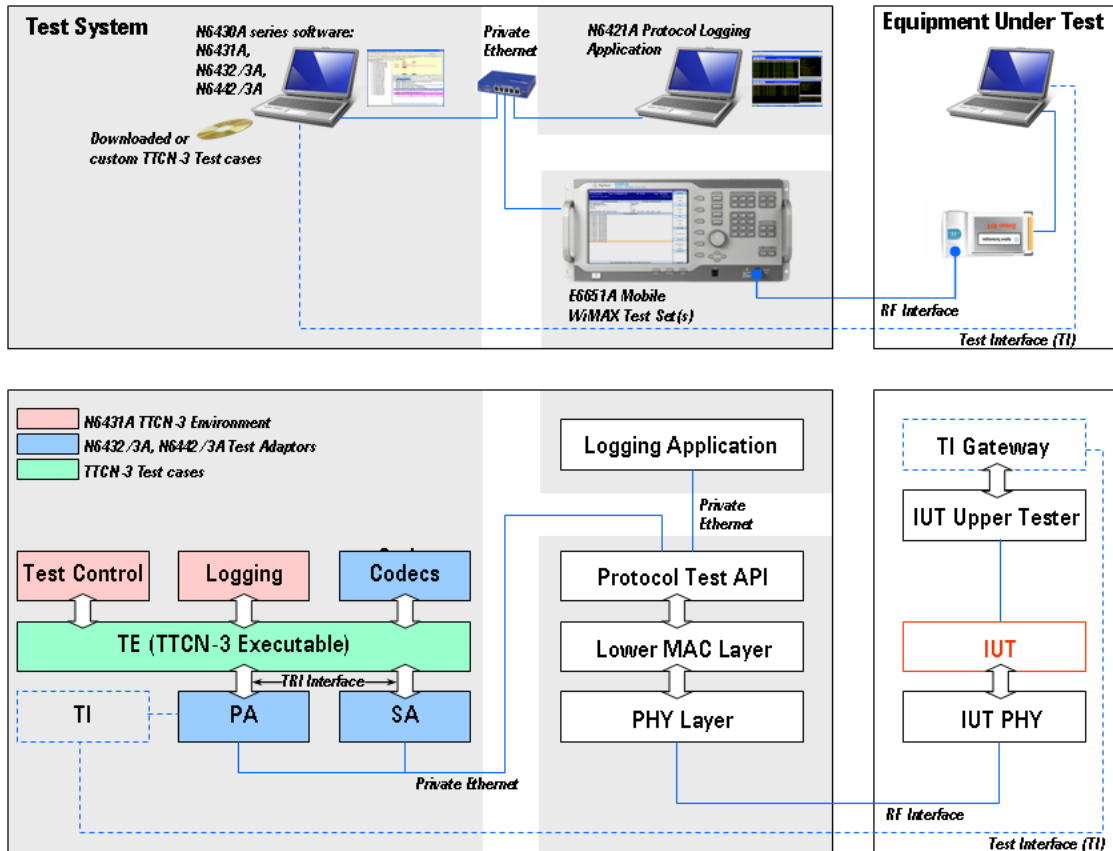 Test System
N6430A series software:
N6431A,
N6432/3A,
N6442/3A
Downloaded or
custom TTCN-3 Test cases
Private
Ethernet
N6421A Protocol Logging
Application
E6651A Mobile
WiMAX Test Set(s)
Equipment Under Test
RF Interface
Test Interface (TI)
N6431A TTCN-3 Environment
N6432/3A, N6442/3A Test Adaptors
TTCN-3 Test cases
Test Control
Logging
Codecs
TE (TTCN-3 Executable)
TRI Interface
TI
PA
SA
Private Ethernet
Logging Application
Private
Ethernet
Protocol Test API
Lower MAC Layer
PHY Layer
TI Gateway
IUT Upper Tester
IUT
IUT PHY
RF Interface
Test Interface (TI)